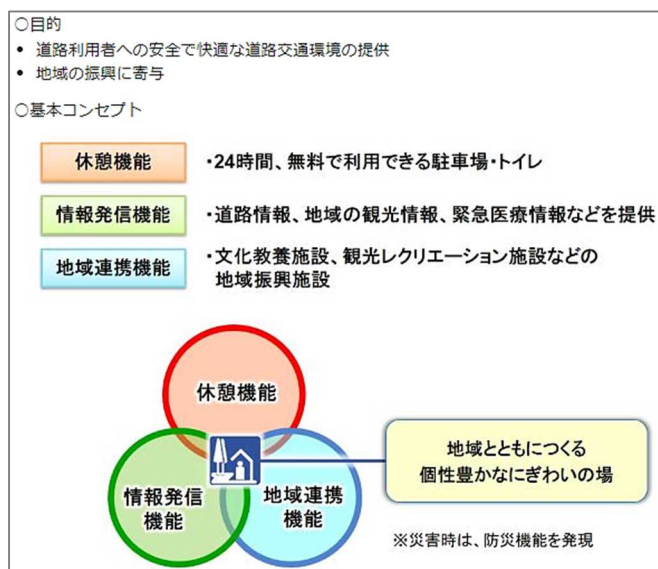 ○目的
• 道路利用者への安全で快適な道路交通環境の提供
• 地域の振興に寄与
○基本コンセプト
休憩機能
・24時間、無料で利用できる駐車場・トイレ
情報発信機能
・道路情報、地域の観光情報、緊急医療情報などを提供
地域連携機能
・文化教養施設、観光レクリエーション施設などの
地域振興施設
休憩機能
情報発信
機能
地域連携
機能
地域とともにつくる
個性豊かなにぎわいの場
※災害時は、防災機能を発現